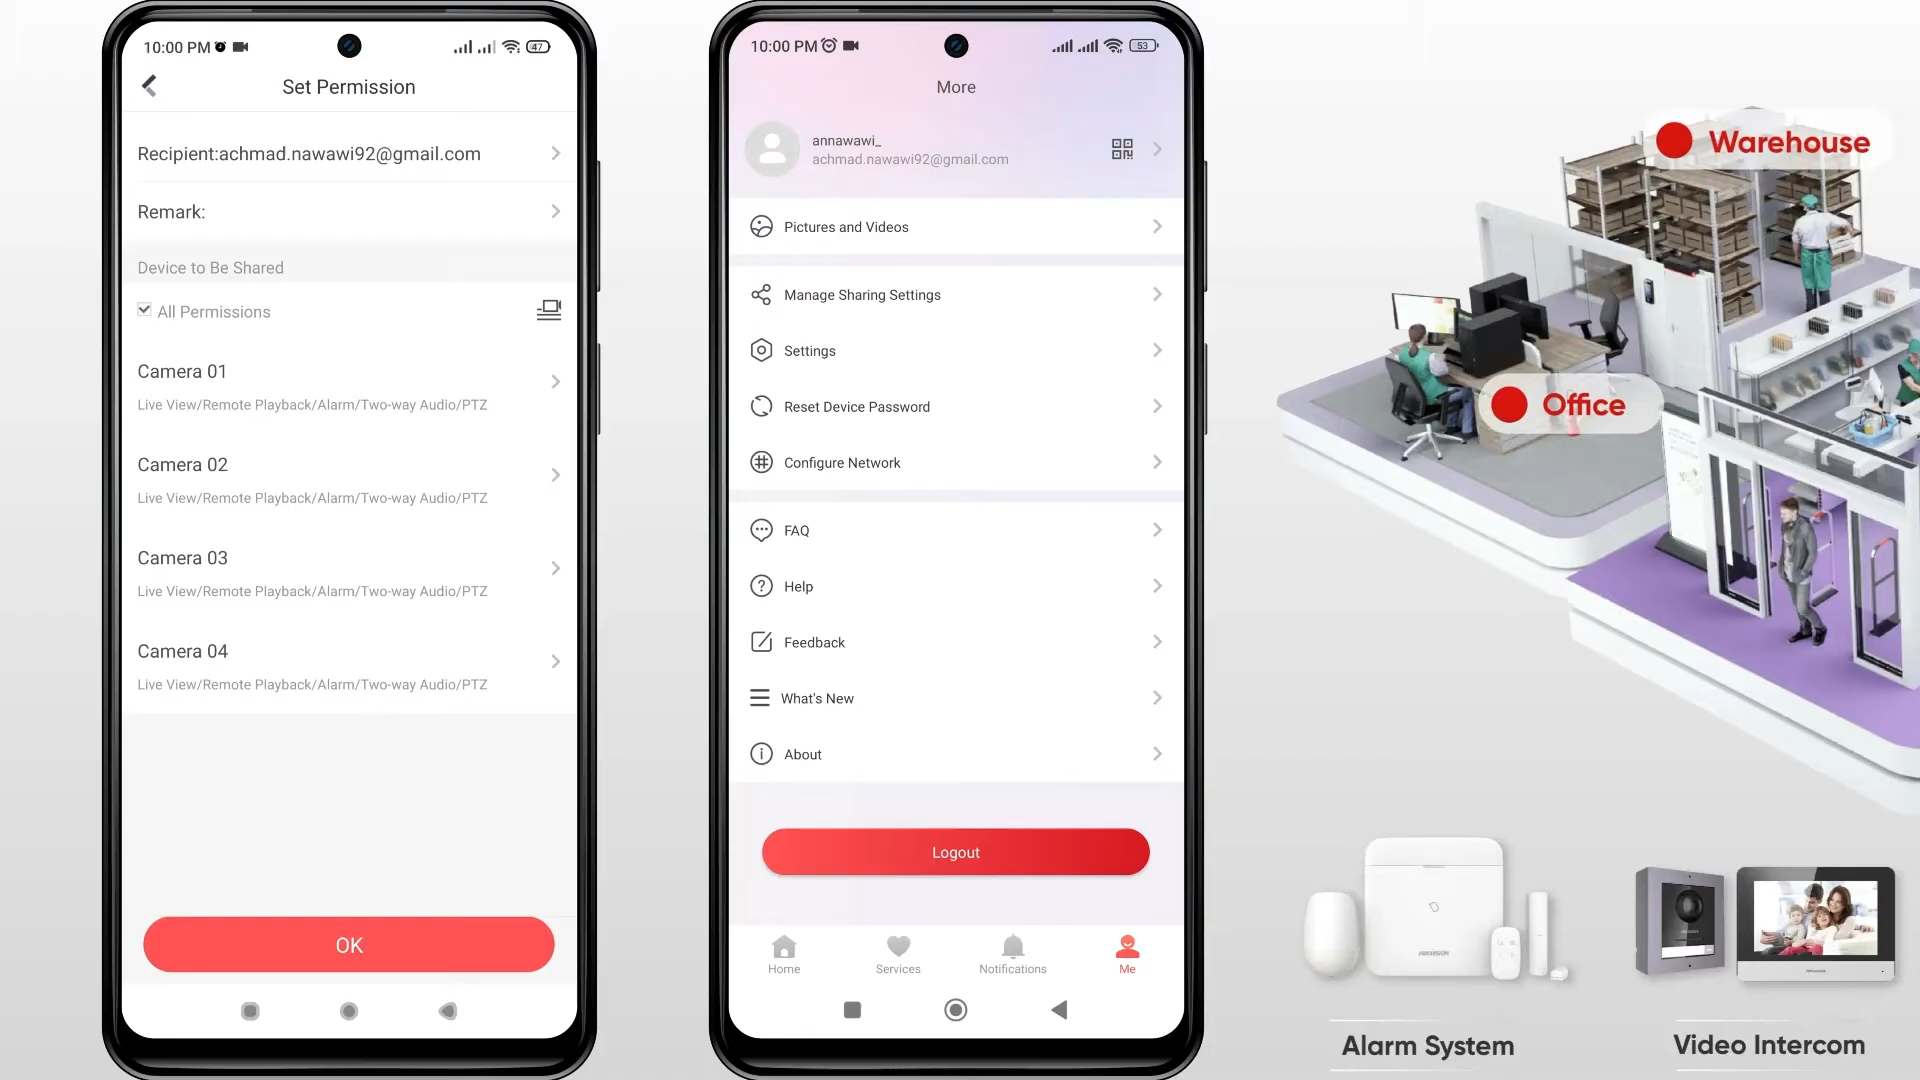 10:00 PM
47
Set Permission
Recipient:achmad.nawawi92@gmail.com
Remark:
Device to Be Shared
All Permissions
Camera 01
Live View/Remote Playback/Alarm/Two-way Audio/PTZ
Camera 02
Live View/Remote Playback/Alarm/Two-way Audio/PTZ
Camera 03
Live View/Remote Playback/Alarm/Two-way Audio/PTZ
Camera 04
Live View/Remote Playback/Alarm/Two-way Audio/PTZ
OK
10:00 PM
53
More
annawawi_
achmad.nawawi92@gmail.com
Pictures and Videos
Manage Sharing Settings
Settings
Reset Device Password
Configure Network
FAQ
Help
Feedback
What's New
About
Logout
Home
Services
Notifications
Me
Warehouse
Office
HIKVISION
Alarm System
Video Intercom